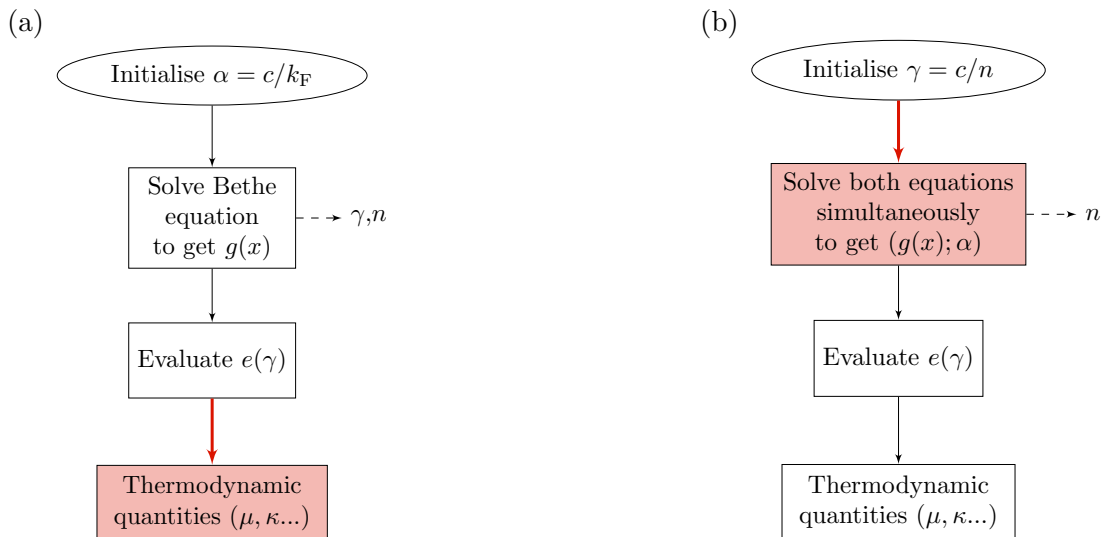 (a)
Initialise α = c/k_F
Solve Bethe
equation
to get g(x)
γ,n
Evaluate e(γ)
Thermodynamic
quantities (μ, κ...)
(b)
Initialise γ = c/n
Solve both equations
simultaneously
to get (g(x); α)
n
Evaluate e(γ)
Thermodynamic
quantities (μ, κ...)